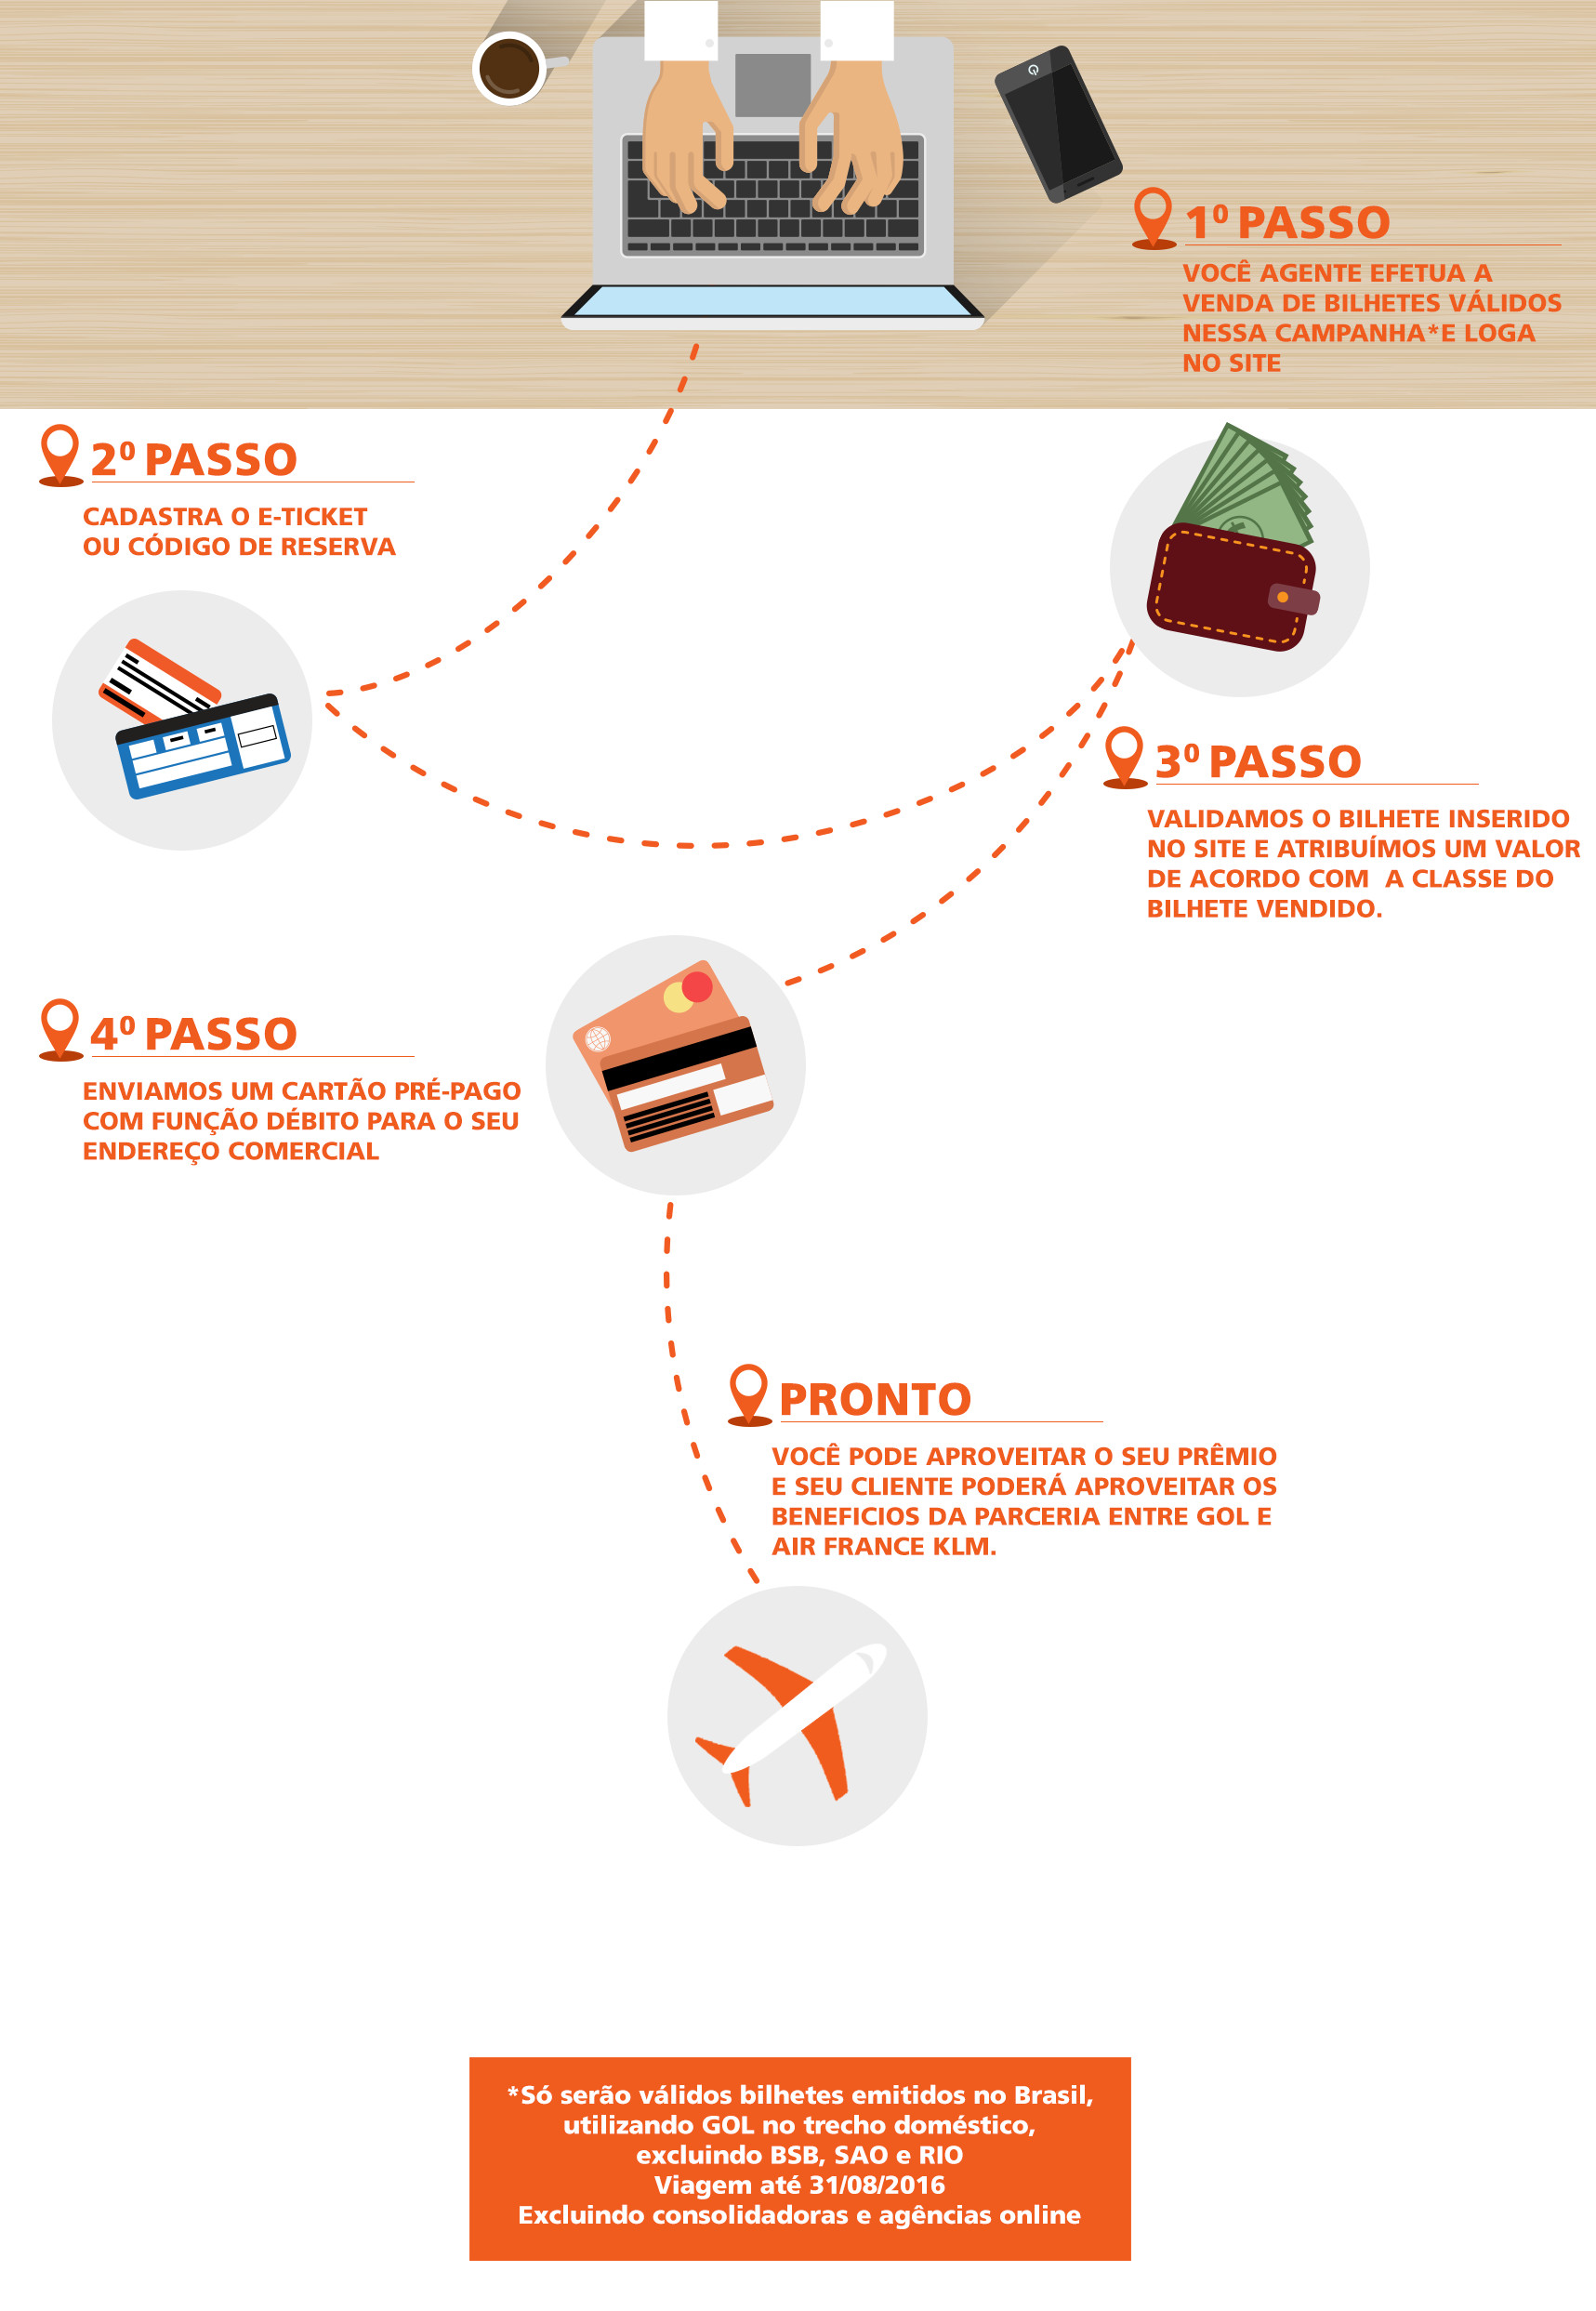 1º PASSO
VOCÊ AGENTE EFETUA A
VENDA DE BILHETES VÁLIDOS
NESSA CAMPANHA*E LOGA
NO SITE
2º PASSO
CADASTRA O E-TICKET
OU CÓDIGO DE RESERVA
3º PASSO
VALIDAMOS O BILHETE INSERIDO
NO SITE E ATRIBUÍMOS UM VALOR
DE ACORDO COM  A CLASSE DO
BILHETE VENDIDO.
4º PASSO
ENVIAMOS UM CARTÃO PRÉ-PAGO
COM FUNÇÃO DÉBITO PARA O SEU
ENDEREÇO COMERCIAL
PRONTO
VOCÊ PODE APROVEITAR O SEU PRÊMIO
E SEU CLIENTE PODERÁ APROVEITAR OS
BENEFICIOS DA PARCERIA ENTRE GOL E
AIR FRANCE KLM.
*Só serão válidos bilhetes emitidos no Brasil,
utilizando GOL no trecho doméstico,
excluindo BSB, SAO e RIO
Viagem até 31/08/2016
Excluindo consolidadoras e agências online